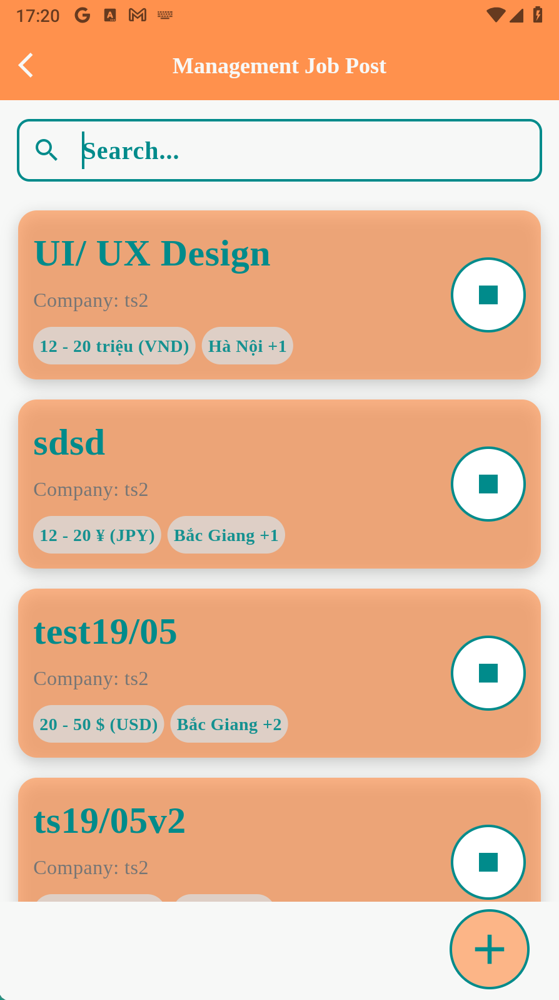 17:20
Management Job Post
Search...
UI/ UX Design
Company: ts2
12 - 20 triệu (VND) Hà Nội +1
sdsd
Company: ts2
12 - 20 ¥ (JPY) Bắc Giang +1
test19/05
Company: ts2
20 - 50 $ (USD) Bắc Giang +2
ts19/05v2
Company: ts2